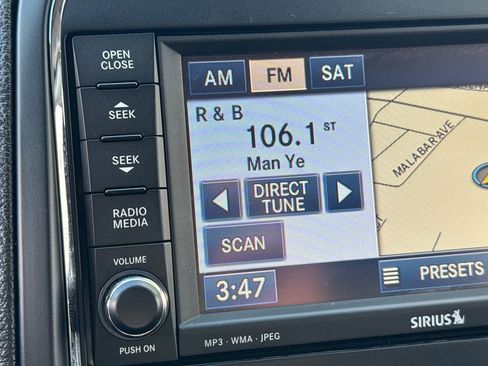 OPEN
CLOSE
SEEK
SEEK
RADIO
MEDIA
VOLUME
PUSH ON
AM FM SAT
R & B
106.1 ST
Man Ye
DIRECT
TUNE
SCAN
3:47
MALABAR AVE
PRESETS
MP3 · WMA · JPEG
SIRIUS